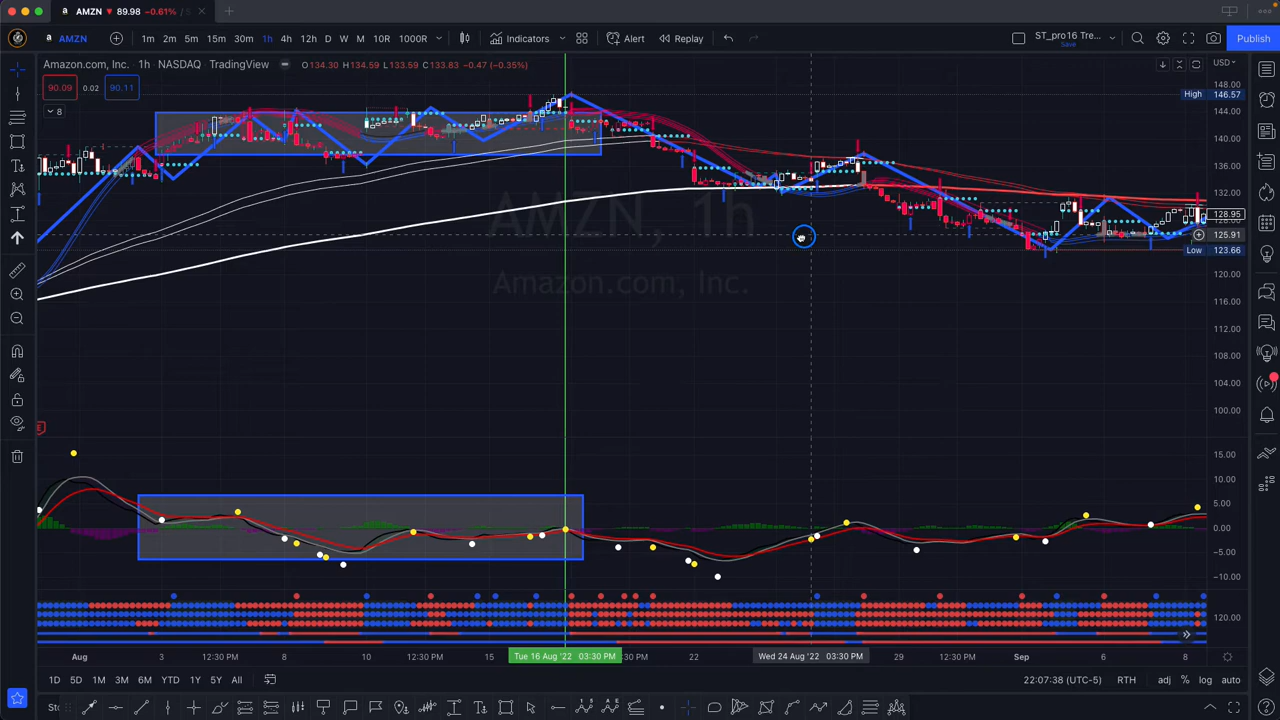 a AMZN ▼ 89.98 −0.61% / S
a AMZN 1m 2m 5m 15m 30m 1h 4h 12h D W M 10R 1000R Indicators Alert Replay ST_pro16 Tre... Save Publish
Amazon.com, Inc. 1h NASDAQ TradingView O134.30 H134.59 L133.59 C133.83 −0.47 (−0.35%) USD
90.09 0.02 90.11
8
148.00
High 146.57
144.00
140.00
136.00
132.00
128.95
125.91
Low 123.66
120.00
116.00
112.00
108.00
104.00
100.00
AMZN, 1h
Amazon.com, Inc.
E
15.00
10.00
5.00
0.00
−5.00
−10.00
120.00
Aug 3 12:30 PM 8 10 12:30 PM 15 Tue 16 Aug '22 03:30 PM 30 PM 22 Wed 24 Aug '22 03:30 PM 29 12:30 PM Sep 6 8
1D 5D 1M 3M 6M YTD 1Y 5Y All 22:07:38 (UTC-5) RTH adj % log auto